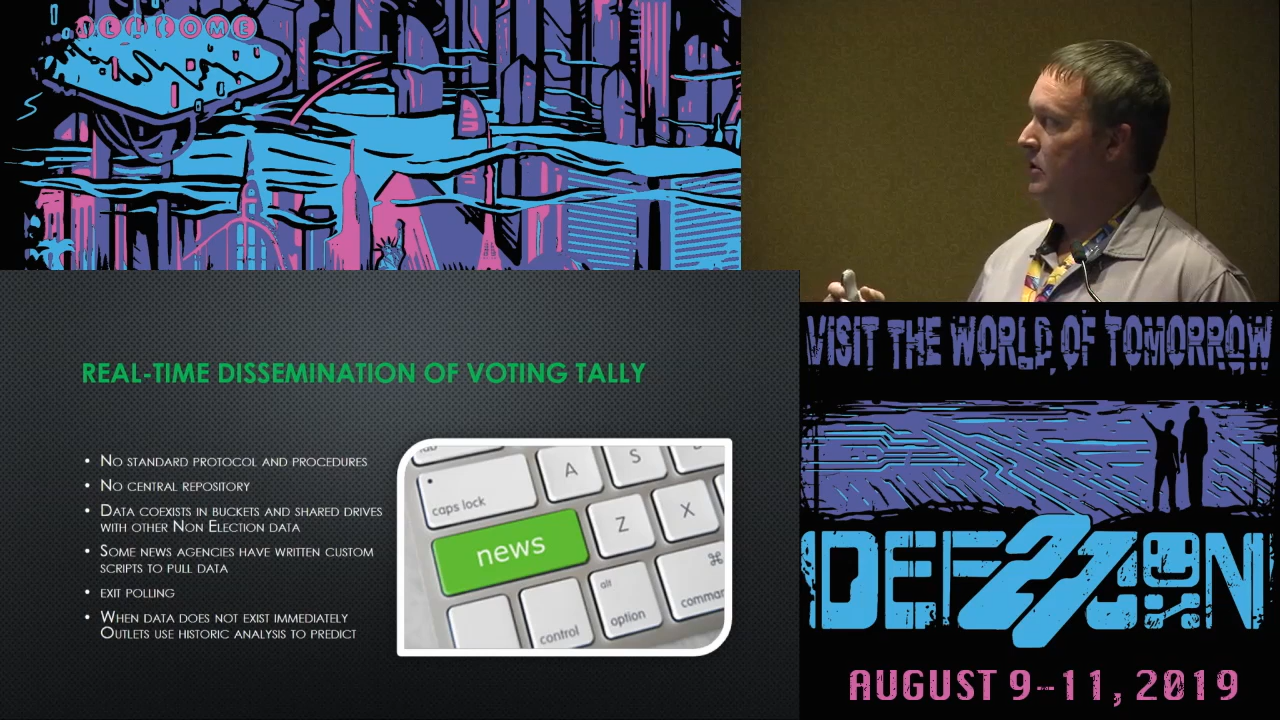 WELCOME
REAL-TIME DISSEMINATION OF VOTING TALLY
• NO STANDARD PROTOCOL AND PROCEDURES
• NO CENTRAL REPOSITORY
• DATA COEXISTS IN BUCKETS AND SHARED DRIVES
WITH OTHER NON ELECTION DATA
• SOME NEWS AGENCIES HAVE WRITTEN CUSTOM
SCRIPTS TO PULL DATA
• EXIT POLLING
• WHEN DATA DOES NOT EXIST IMMEDIATELY
OUTLETS USE HISTORIC ANALYSIS TO PREDICT
A
S
caps lock
Z
X
news
⌘
alt
option
control
VISIT THE WORLD OF TOMORROW
DEF27CON
AUGUST 9-11, 2019